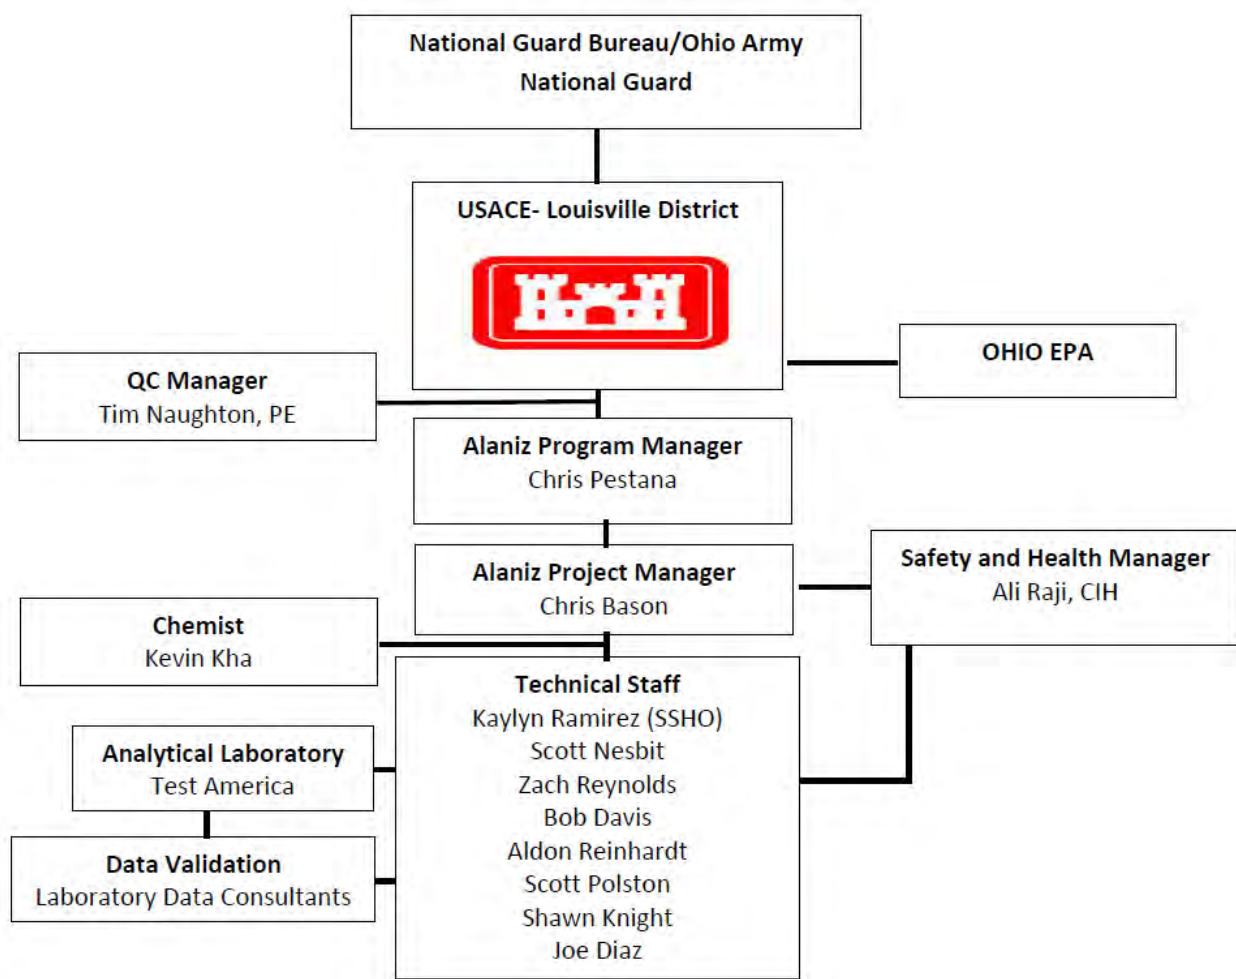 National Guard Bureau/Ohio Army
National Guard
USACE- Louisville District
OHIO EPA
QC Manager
Tim Naughton, PE
Alaniz Program Manager
Chris Pestana
Alaniz Project Manager
Chris Bason
Safety and Health Manager
Ali Raji, CIH
Chemist
Kevin Kha
Technical Staff
Kaylyn Ramirez (SSHO)
Scott Nesbit
Zach Reynolds
Bob Davis
Aldon Reinhardt
Scott Polston
Shawn Knight
Joe Diaz
Analytical Laboratory
Test America
Data Validation
Laboratory Data Consultants